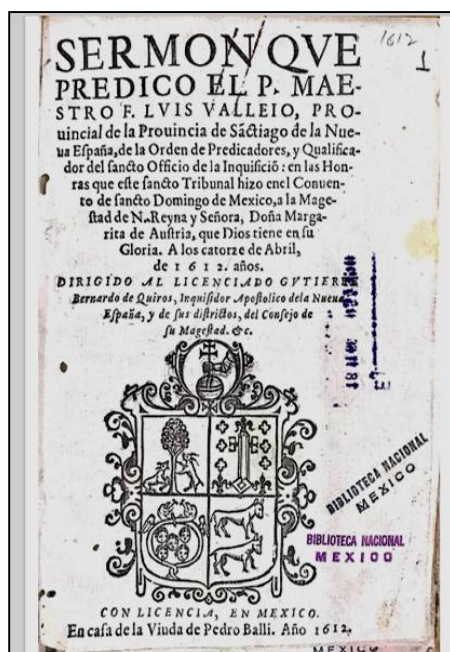 1612
1
SERMON QVE
PREDICO EL P. MAE-
STRO F. LVIS VALLEIO, PRO-
uincial de la Prouincia de Sãctiago de la Nue-
ua España, de la Orden de Predicadores, y Qualifica-
dor del sancto Officio de la Inquisiciõ: en las Hon-
ras que este sancto Tribunal hizo enel Conuen-
to de sancto Domingo de Mexico, a la Mage-
stad de N. Reyna y Señora, Doña Marga-
rita de Austria, que Dios tiene en su
Gloria. A los catorze de Abril,
de 1612. años.
DIRIGIDO AL LICENCIADO GVTIERRE
Bernardo de Quiros, Inquisidor Apostolico dela Nueua
España, y de sus districtos, del Consejo de
su Magestad. &c.
BIBLIOTECA NACIONAL
MEXICO
BIBLIOTECA NACIONAL
MEXICO
CON LICENCIA, EN MEXICO.
En casa de la Viuda de Pedro Balli. Año 1612.
MEXICO